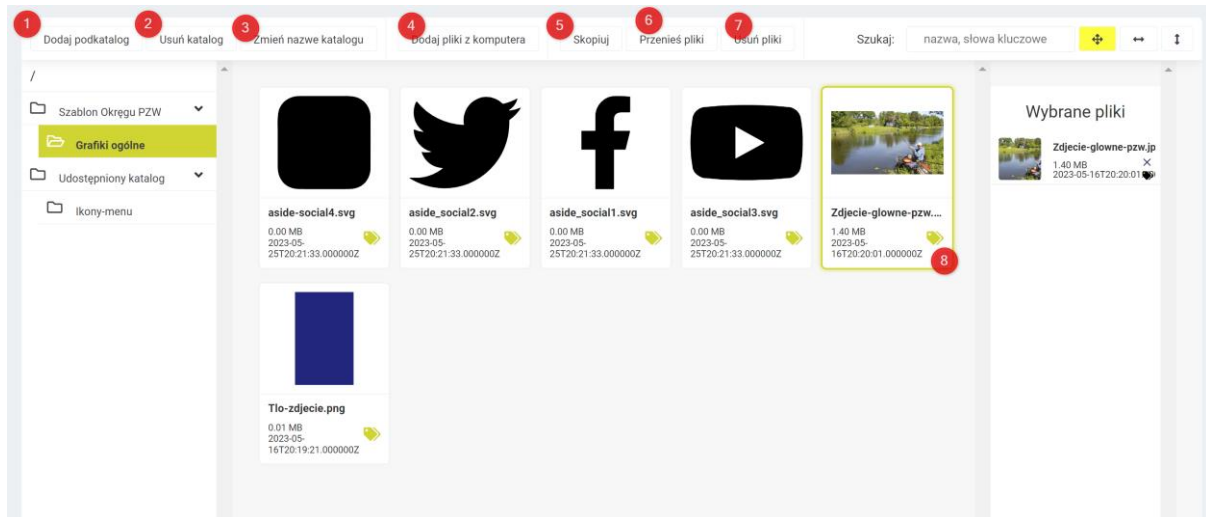 1 2 3 4 5 6 7
Dodaj podkatalog Usuń katalog Zmień nazwe katalogu Dodaj pliki z komputera Skopiuj Przenieś pliki Usuń pliki Szukaj: nazwa, słowa kluczowe
/
Szablon Okręgu PZW
Grafiki ogólne
Udostępniony katalog
Ikony-menu
aside-social4.svg
0.00 MB
2023-05-
25T20:21:33.000000Z
aside_social2.svg
0.00 MB
2023-05-
25T20:21:33.000000Z
aside_social1.svg
0.00 MB
2023-05-
25T20:21:33.000000Z
aside_social3.svg
0.00 MB
2023-05-
25T20:21:33.000000Z
Zdjecie-glowne-pzw....
1.40 MB
2023-05-
16T20:20:01.000000Z
8
Tlo-zdjecie.png
0.01 MB
2023-05-
16T20:19:21.000000Z
Wybrane pliki
Zdjecie-glowne-pzw.jp
1.40 MB
2023-05-16T20:20:01